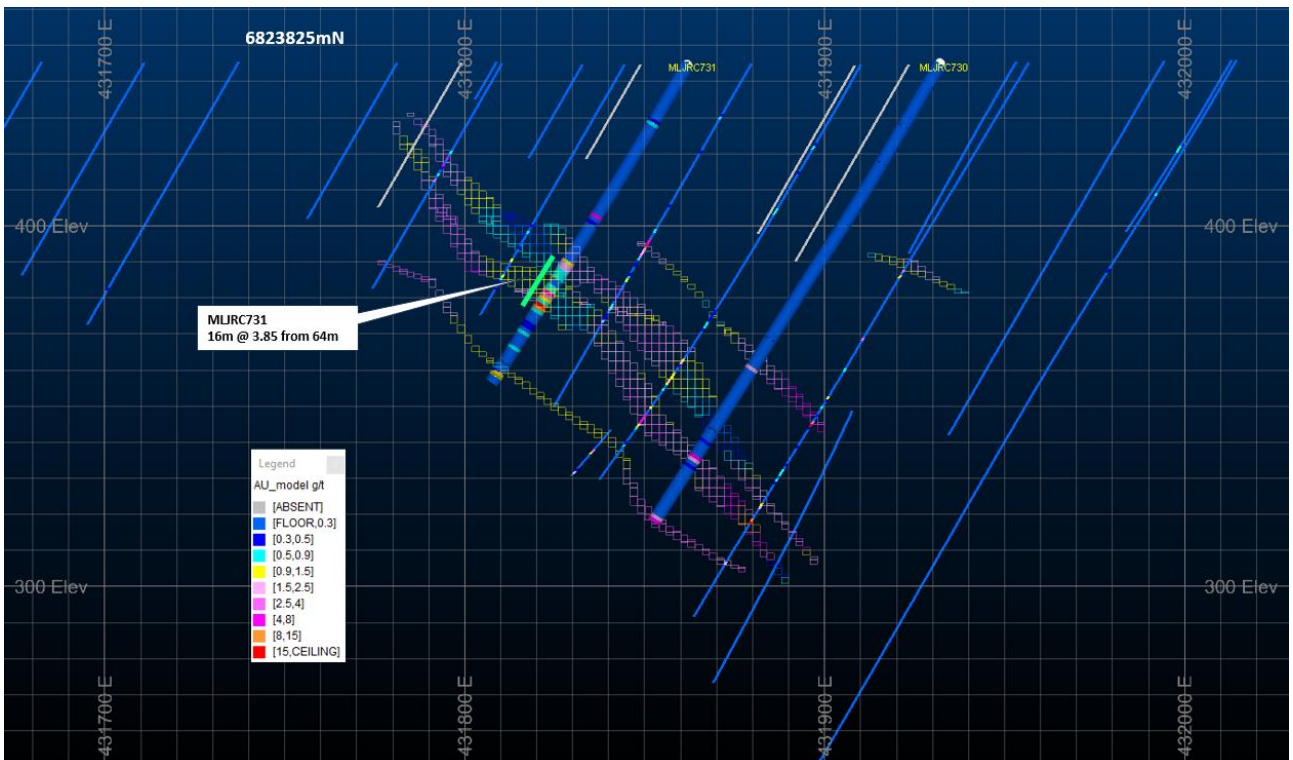 6823825mN
431700 E
431800 E
431900 E
432000 E
MLJRC731
MLJRC730
400 Elev
400 Elev
MLJRC731
16m @ 3.85 from 64m
Legend
AU_model g/t
[ABSENT]
[FLOOR,0.3]
[0.3,0.5]
[0.5,0.9]
[0.9,1.5]
[1.5,2.5]
[2.5,4]
[4,8]
[8,15]
[15,CEILING]
300 Elev
300 Elev
431700 E
431800 E
431900 E
432000 E